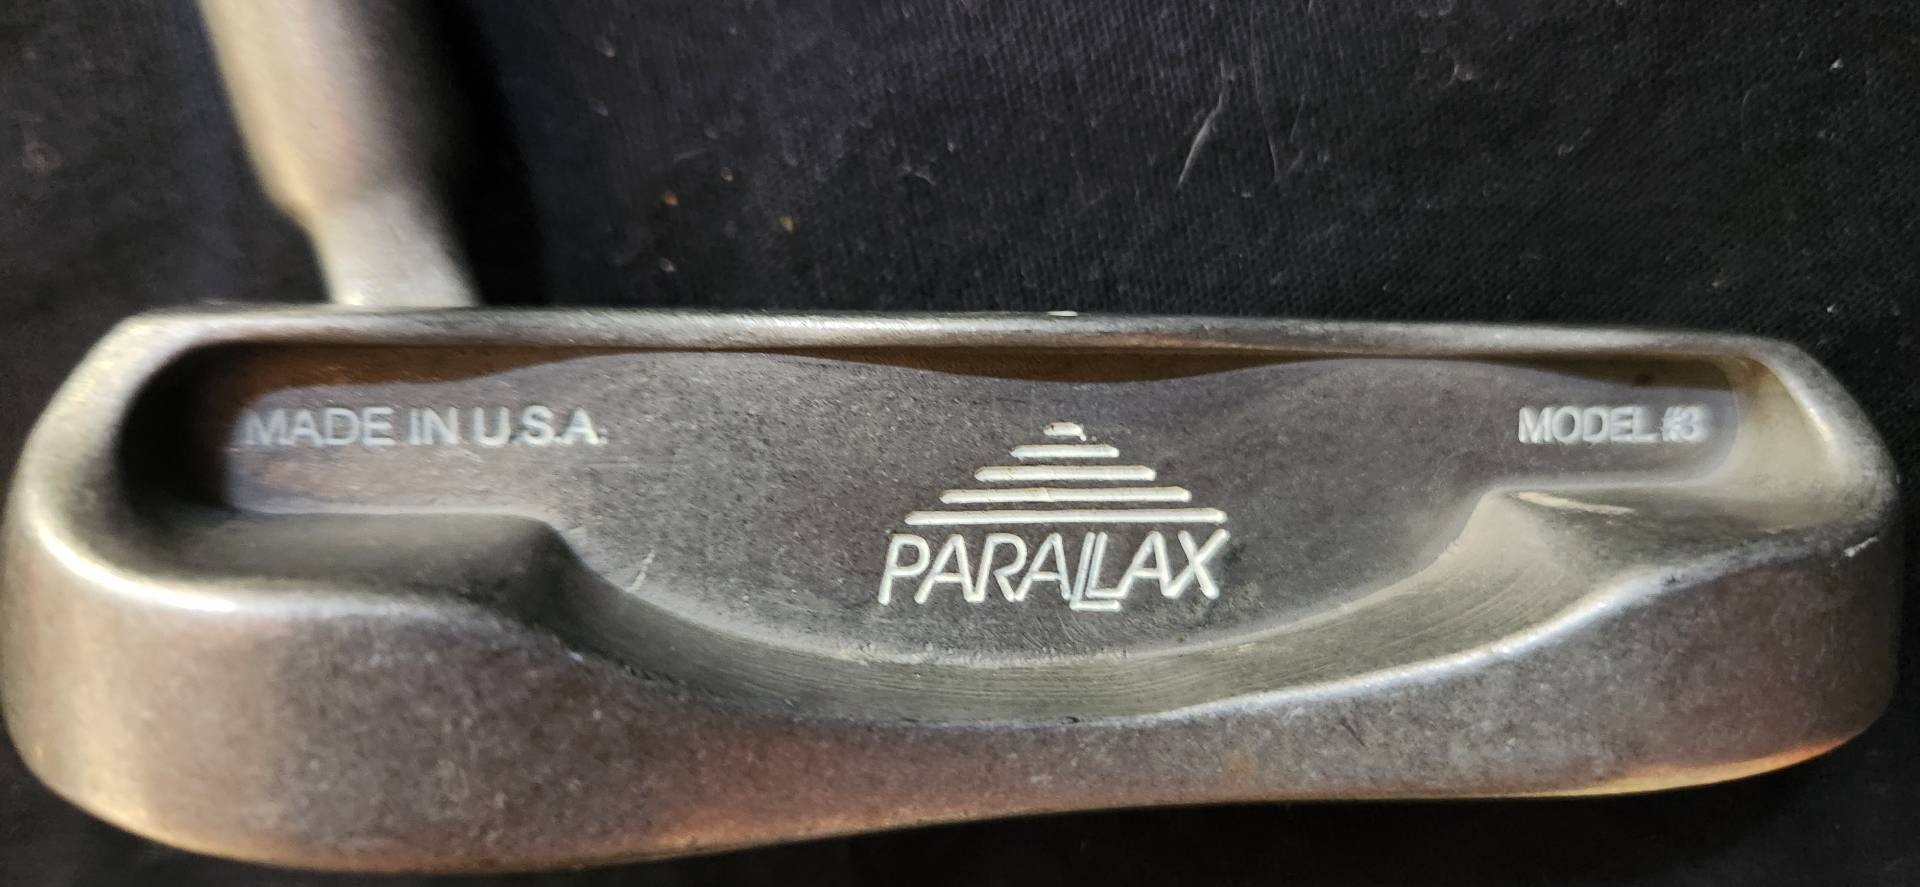 MADE IN U.S.A.
PARALLAX
MODEL #3